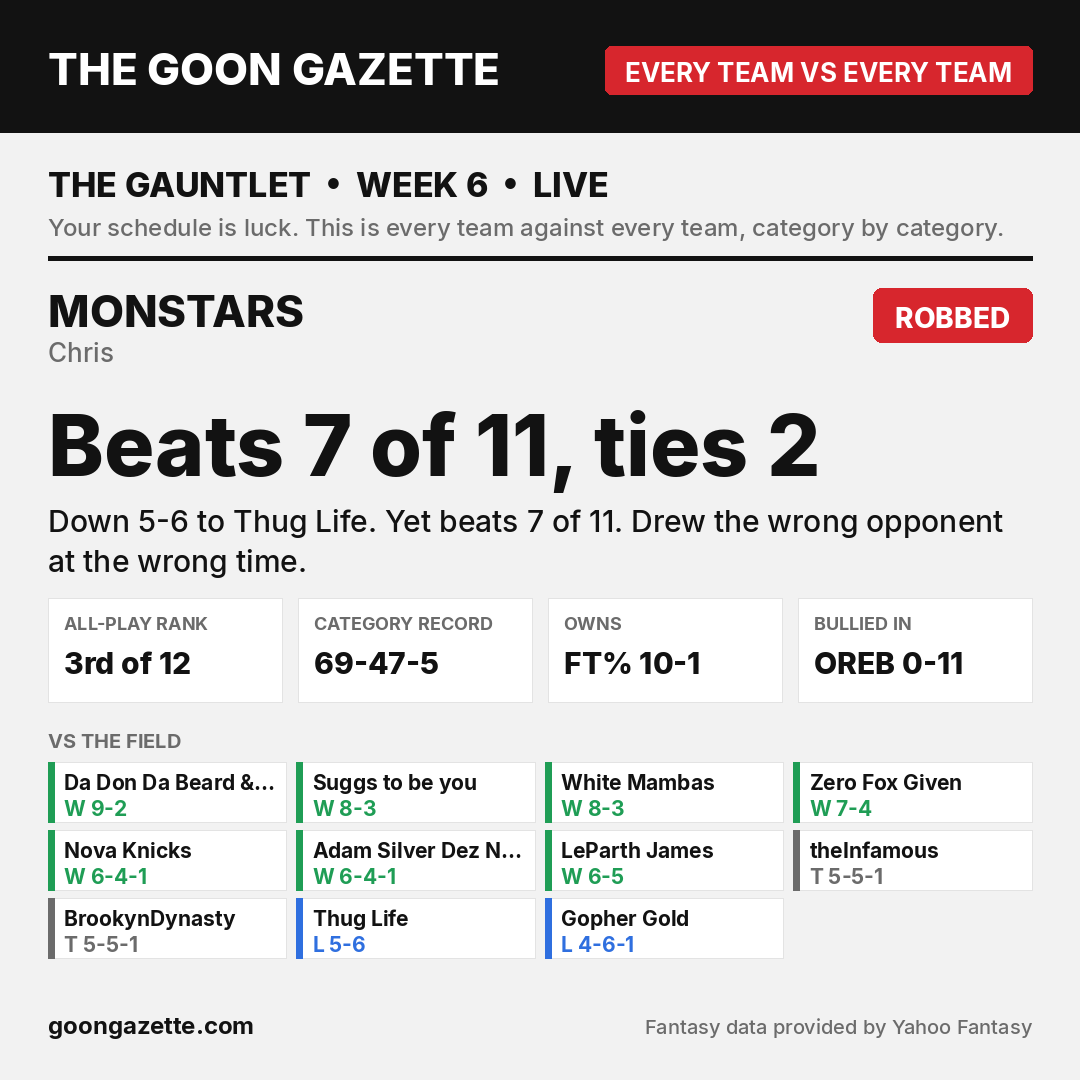 THE GOON GAZETTE
EVERY TEAM VS EVERY TEAM
THE GAUNTLET • WEEK 6 • LIVE
Your schedule is luck. This is every team against every team, category by category.
MONSTARS
ROBBED
Chris
Beats 7 of 11, ties 2
Down 5-6 to Thug Life. Yet beats 7 of 11. Drew the wrong opponent
at the wrong time.
ALL-PLAY RANK
3rd of 12
CATEGORY RECORD
69-47-5
OWNS
FT% 10-1
BULLIED IN
OREB 0-11
VS THE FIELD
Da Don Da Beard &...
W 9-2
Suggs to be you
W 8-3
White Mambas
W 8-3
Zero Fox Given
W 7-4
Nova Knicks
W 6-4-1
Adam Silver Dez N...
W 6-4-1
LeParth James
W 6-5
theInfamous
T 5-5-1
BrookynDynasty
T 5-5-1
Thug Life
L 5-6
Gopher Gold
L 4-6-1
goongazette.com
Fantasy data provided by Yahoo Fantasy